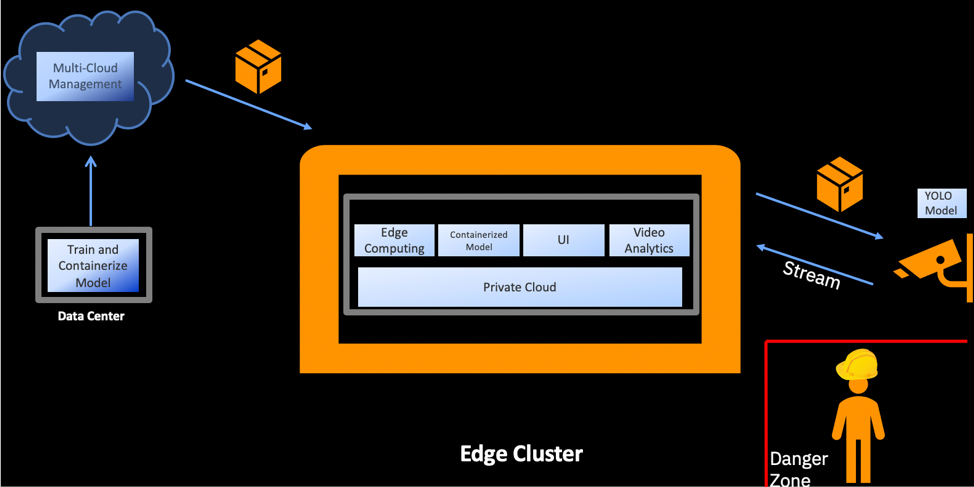 Multi-Cloud
Management
Train and
Containerize
Model
Data Center
Edge
Computing
Containerized
Model
UI
Video
Analytics
Private Cloud
Edge Cluster
YOLO
Model
Stream
Danger
Zone